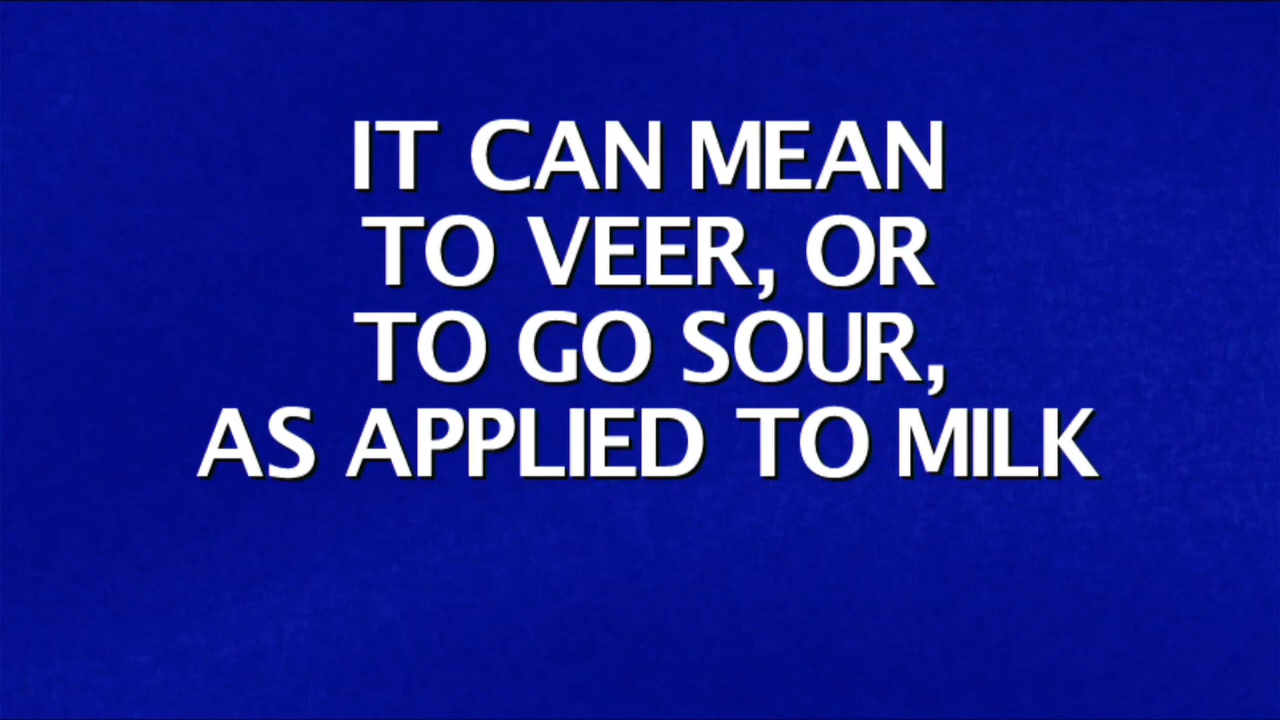 IT CAN MEAN
TO VEER, OR
TO GO SOUR,
AS APPLIED TO MILK